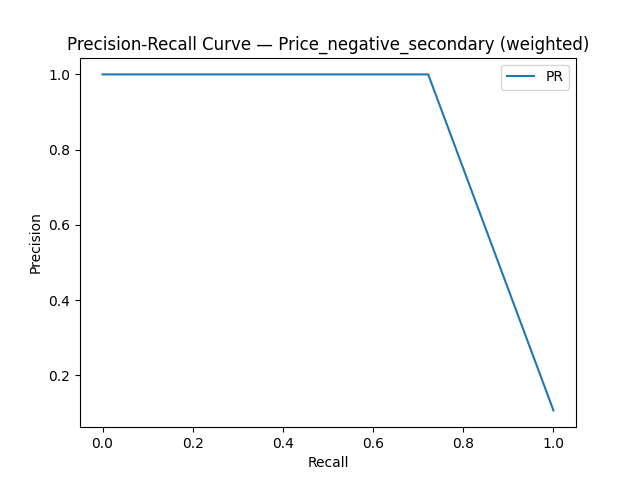 Precision-Recall Curve — Price_negative_secondary (weighted)
PR
1.0
0.8
0.6
0.4
0.2
Precision
0.0 0.2 0.4 0.6 0.8 1.0
Recall